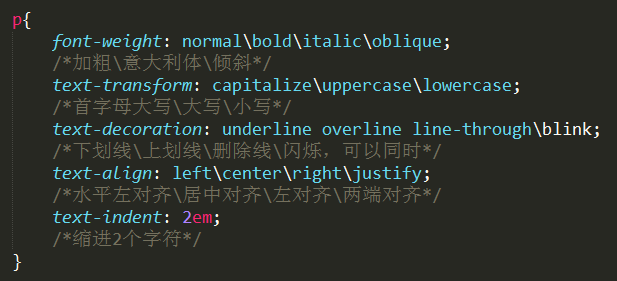 p{
font-weight: normal\bold\italic\oblique;
/*加粗\意大利体\倾斜*/
text-transform: capitalize\uppercase\lowercase;
/*首字母大写\大写\小写*/
text-decoration: underline overline line-through\blink;
/*下划线\上划线\删除线\闪烁，可以同时*/
text-align: left\center\right\justify;
/*水平左对齐\居中对齐\左对齐\两端对齐*/
text-indent: 2em;
/*缩进2个字符*/
}